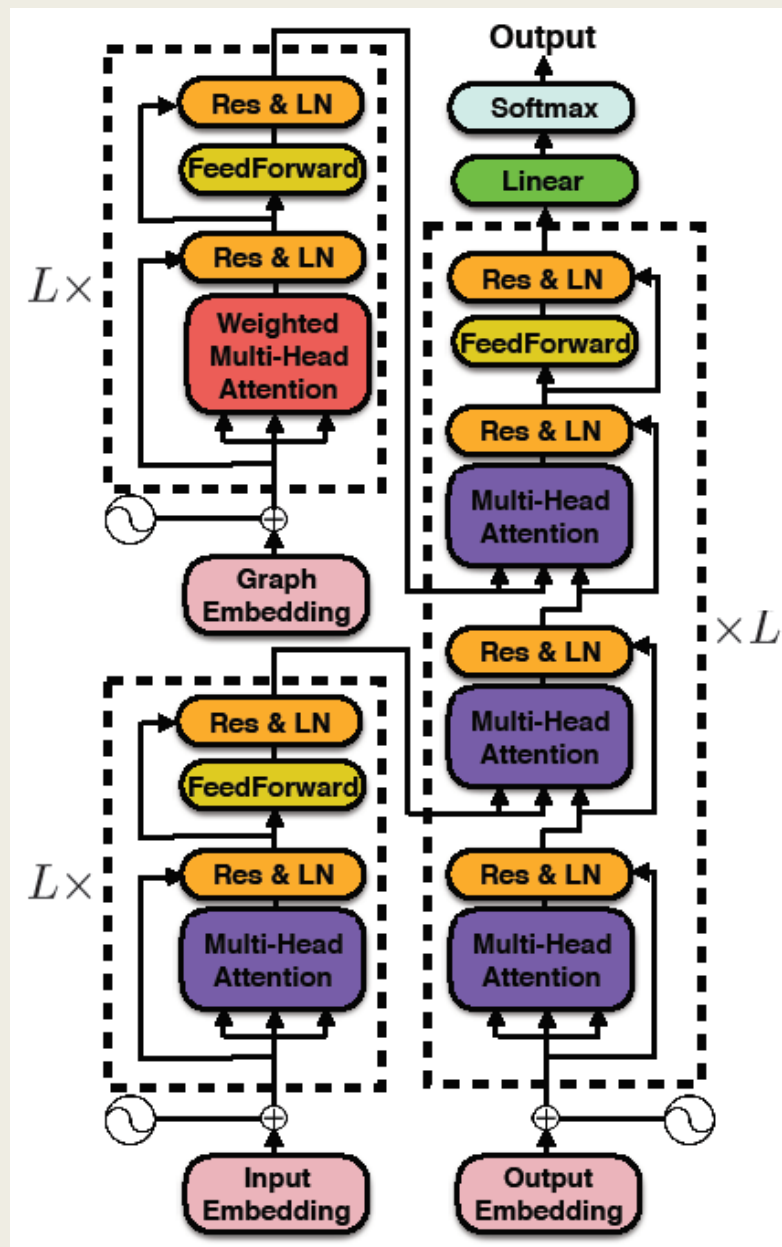 Res & LN
FeedForward
Res & LN
L×
Weighted
Multi-Head
Attention
Graph
Embedding
Res & LN
FeedForward
L×
Res & LN
Multi-Head
Attention
Input
Embedding
Output
Softmax
Linear
Res & LN
FeedForward
Res & LN
Multi-Head
Attention
×L
Res & LN
Multi-Head
Attention
Res & LN
Multi-Head
Attention
Output
Embedding